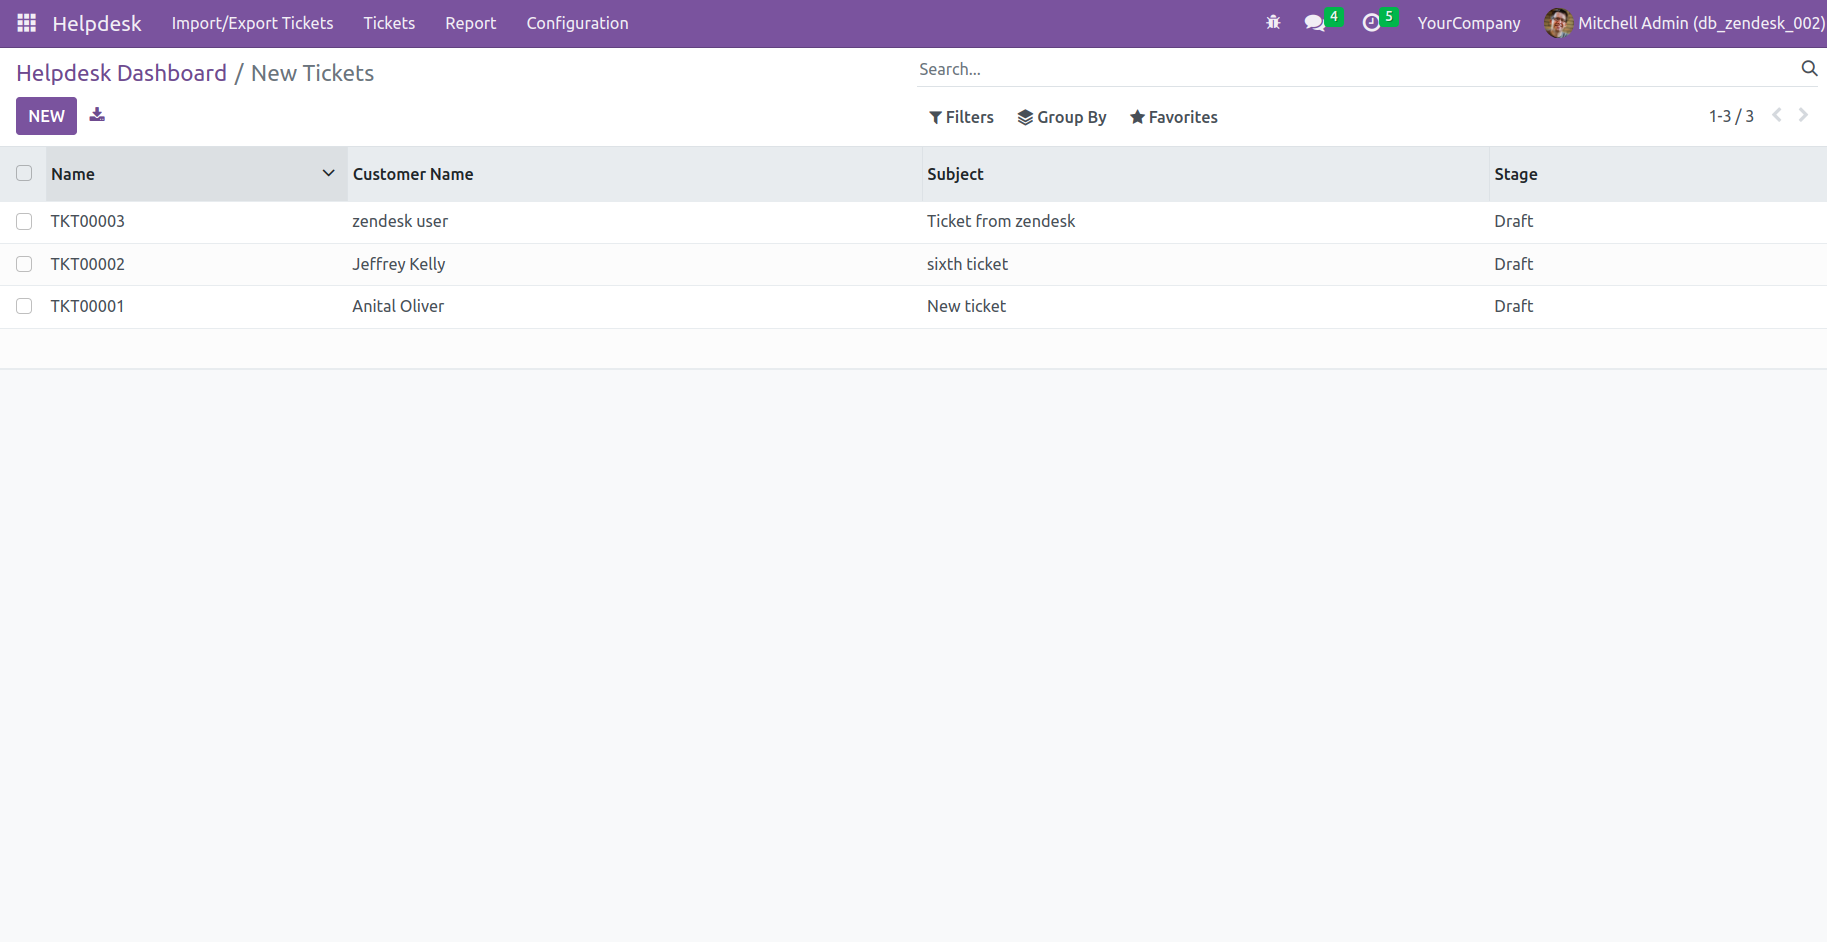 Helpdesk Import/Export Tickets Tickets Report Configuration 4 5 YourCompany Mitchell Admin (db_zendesk_002)
Helpdesk Dashboard / New Tickets
Search...
NEW
Filters Group By Favorites
1-3 / 3
Name Customer Name Subject Stage
TKT00003 zendesk user Ticket from zendesk Draft
TKT00002 Jeffrey Kelly sixth ticket Draft
TKT00001 Anital Oliver New ticket Draft